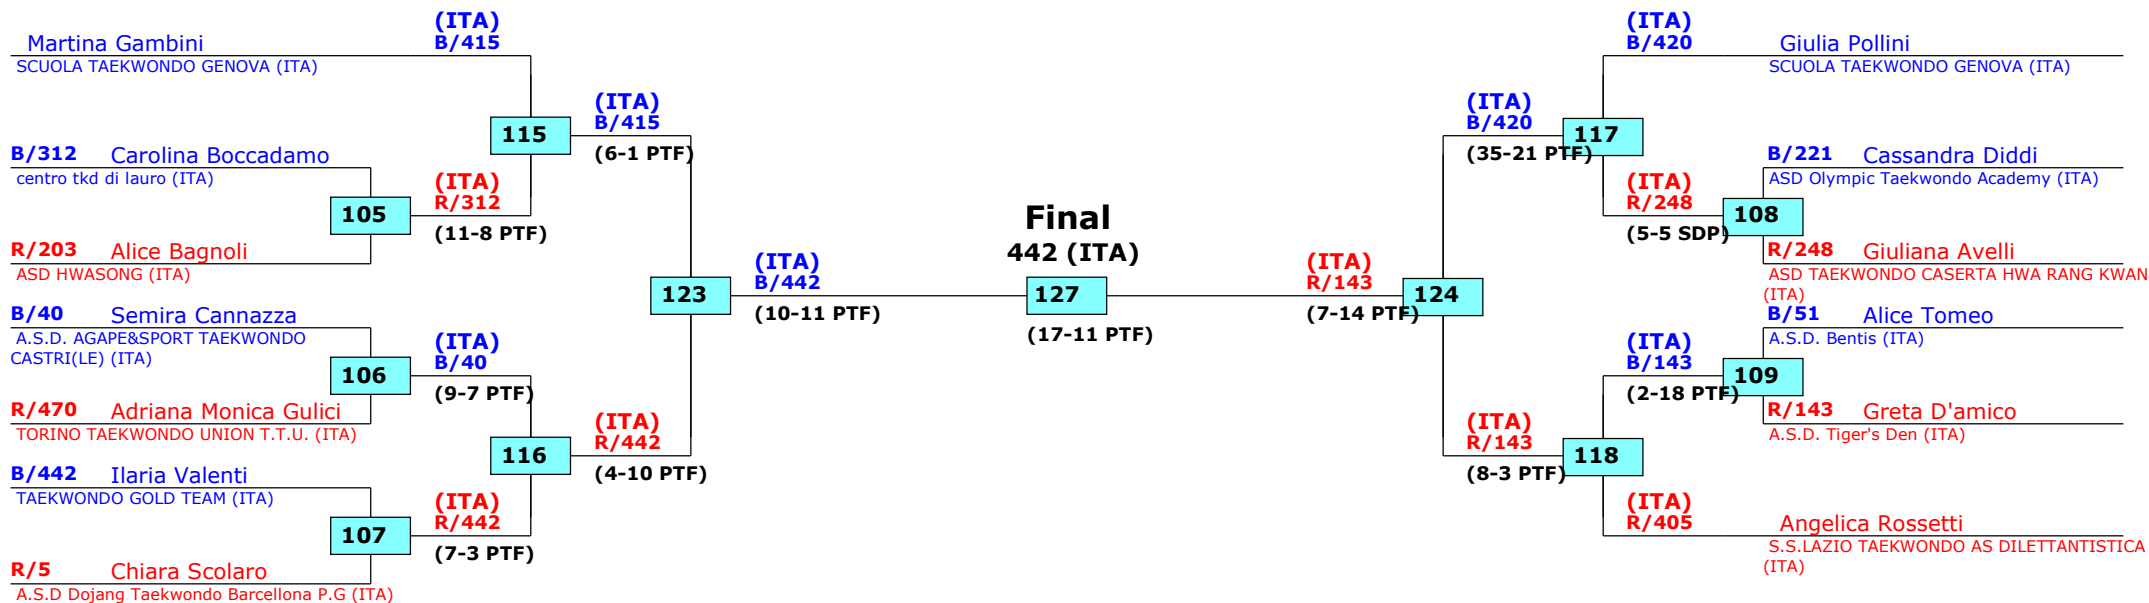 (ITA)
B/415
Martina Gambini
SCUOLA TAEKWONDO GENOVA (ITA)
115
(ITA)
B/415
(6-1 PTF)
B/312 Carolina Boccadamo
centro tkd di lauro (ITA)
105
(ITA)
R/312
(11-8 PTF)
R/203 Alice Bagnoli
ASD HWASONG (ITA)
123
(ITA)
B/442
(10-11 PTF)
B/40 Semira Cannazza
A.S.D. AGAPE&SPORT TAEKWONDO
CASTRI(LE) (ITA)
106
(ITA)
B/40
(9-7 PTF)
R/470 Adriana Monica Gulici
TORINO TAEKWONDO UNION T.T.U. (ITA)
116
(ITA)
R/442
(4-10 PTF)
B/442 Ilaria Valenti
TAEKWONDO GOLD TEAM (ITA)
107
(ITA)
R/442
(7-3 PTF)
R/5 Chiara Scolaro
A.S.D Dojang Taekwondo Barcellona P.G (ITA)
Final
442 (ITA)
127
(17-11 PTF)
(ITA)
R/143
(7-14 PTF)
124
(ITA)
B/420
(35-21 PTF)
117
(ITA)
B/420
Giulia Pollini
SCUOLA TAEKWONDO GENOVA (ITA)
B/221 Cassandra Diddi
ASD Olympic Taekwondo Academy (ITA)
(ITA)
R/248
(5-5 SDP)
108
R/248 Giuliana Avelli
ASD TAEKWONDO CASERTA HWA RANG KWAN
(ITA)
B/51 Alice Tomeo
A.S.D. Bentis (ITA)
(ITA)
B/143
(2-18 PTF)
109
R/143 Greta D'amico
A.S.D. Tiger's Den (ITA)
(ITA)
R/143
(8-3 PTF)
118
(ITA)
R/405
Angelica Rossetti
S.S.LAZIO TAEKWONDO AS DILETTANTISTICA
(ITA)